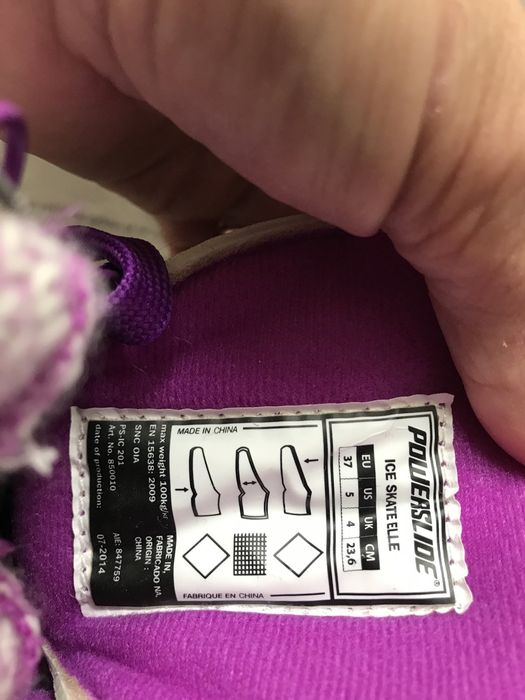 POWERSLIDE®
ICE SKATE ELLE
EU US UK CM
37 5 4 23,6
MADE IN CHINA
FABRIQUE EN CHINA
MADE IN,
FABRICADO NA,
ORIGIN :
CHINA
max weight 100kg/
EN 15638: 2009
SNC OIA
PS-IC 201
Art. No. 850010
AIE: 847759
date of production: 07-2014